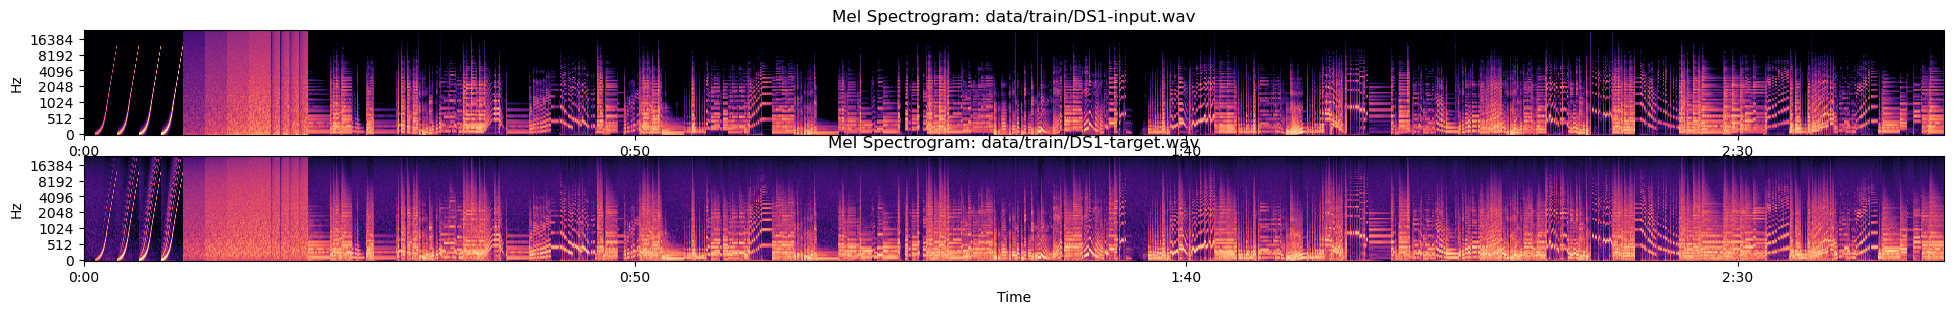 Mel Spectrogram: data/train/DS1-input.wav
16384
8192
4096
2048
1024
512
0
Hz
0:00 0:50 1:40 2:30
Mel Spectrogram: data/train/DS1-target.wav
16384
8192
4096
2048
1024
512
0
Hz
0:00 0:50 1:40 2:30
Time